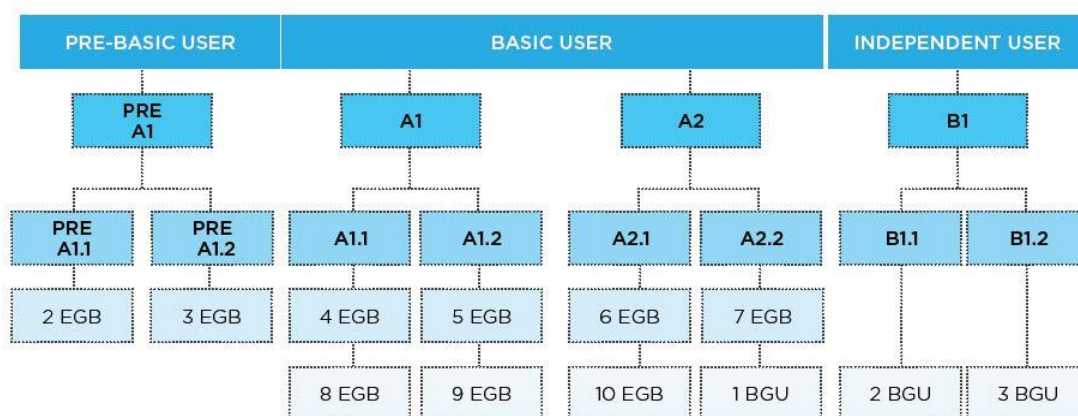 PRE-BASIC USER
BASIC USER
INDEPENDENT USER
PRE
A1
A1
A2
B1
PRE
A1.1
PRE
A1.2
A1.1
A1.2
A2.1
A2.2
B1.1
B1.2
2 EGB
3 EGB
4 EGB
5 EGB
6 EGB
7 EGB
8 EGB
9 EGB
10 EGB
1 BGU
2 BGU
3 BGU